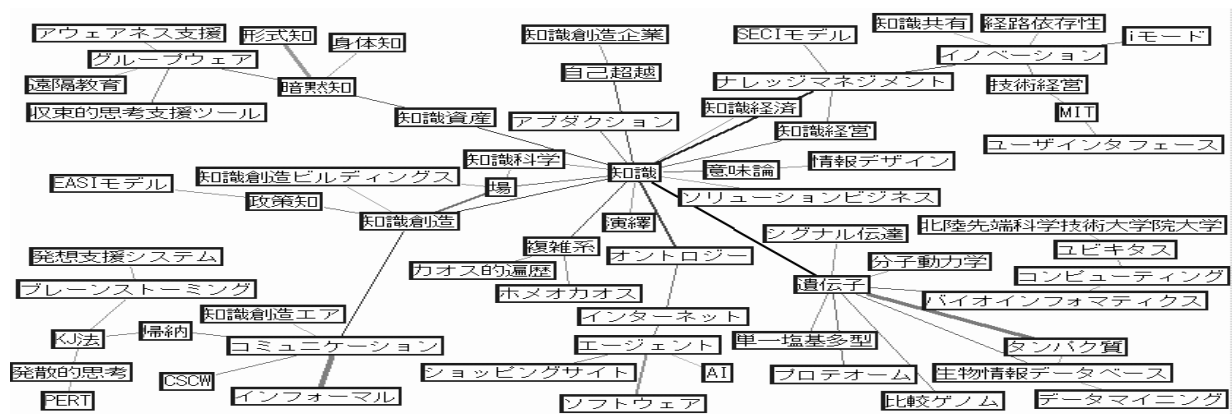 アウェアネス支援
形式知
身体知
グループウェア
遠隔教育
暗黙知
収束的思考支援ツール
知識資産
知識創造企業
自己超越
アブダクション
SECIモデル
ナレッジマネジメント
知識共有
経路依存性
イノベーション
iモード
技術経営
MIT
ユーザインタフェース
知識経済
知識経営
知識科学
知識
意味論
情報デザイン
ソリューションビジネス
知識創造ビルディングス
場
EASIモデル
政策知
知識創造
演繹
複雑系
カオス的遍歴
ホメオカオス
オントロジー
シグナル伝達
北陸先端科学技術大学院大学
ユビキタス
分子動力学
コンピューティング
遺伝子
バイオインフォマティクス
発想支援システム
ブレーンストーミング
知識創造エア
帰納
KJ法
コミュニケーション
発散的思考
CSCW
PERT
インフォーマル
インターネット
エージェント
ショッピングサイト
AI
ソフトウェア
単一塩基多型
タンパク質
プロテオーム
生物情報データベース
比較ゲノム
データマイニング